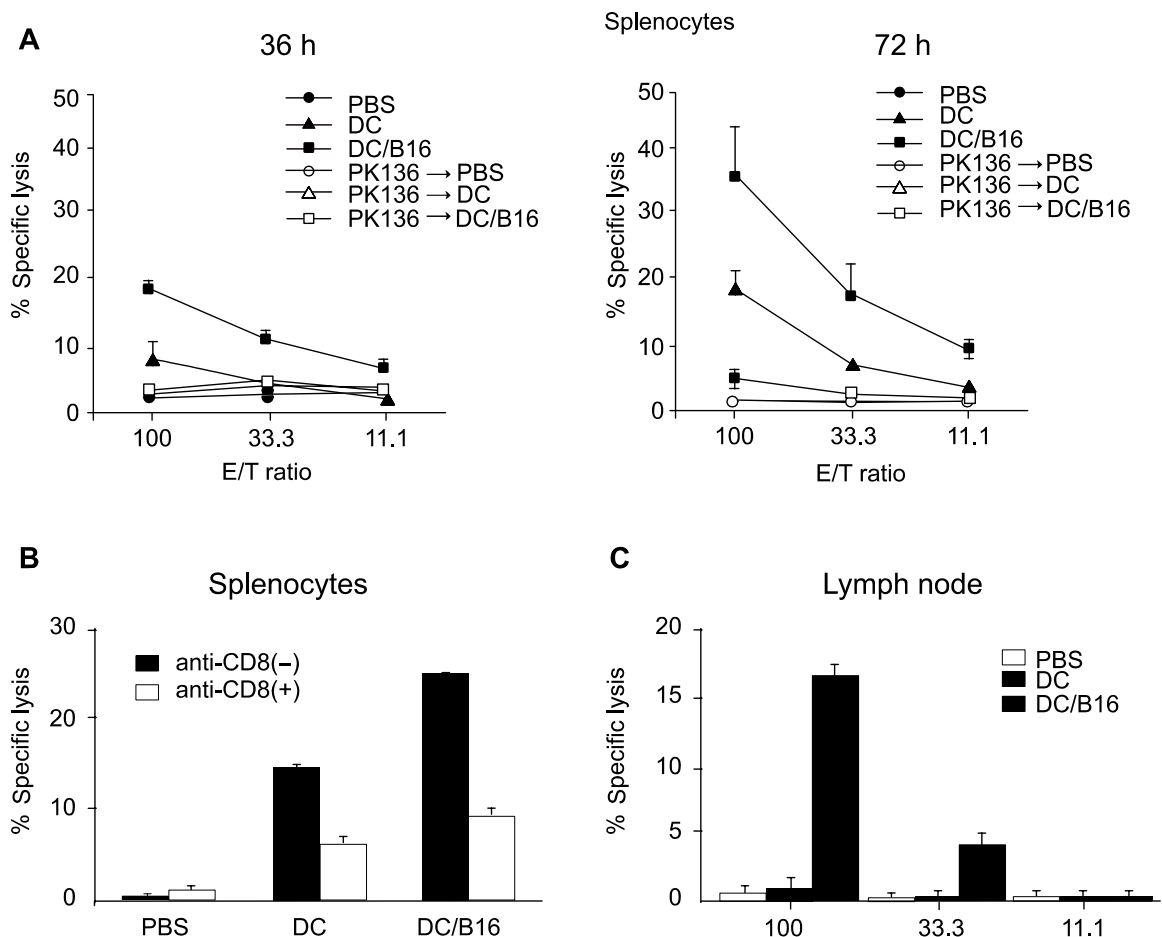 A
36 h
% Specific lysis
50
40
30
20
10
0
PBS
DC
DC/B16
PK136 → PBS
PK136 → DC
PK136 → DC/B16
100
33.3
11.1
E/T ratio
Splenocytes
72 h
% Specific lysis
50
40
30
20
10
0
PBS
DC
DC/B16
PK136 → PBS
PK136 → DC
PK136 → DC/B16
100
33.3
11.1
E/T ratio
B
Splenocytes
% Specific lysis
30
20
10
0
anti-CD8(–)
anti-CD8(+)
PBS
DC
DC/B16
C
Lymph node
% Specific lysis
20
15
10
5
0
PBS
DC
DC/B16
100
33.3
11.1